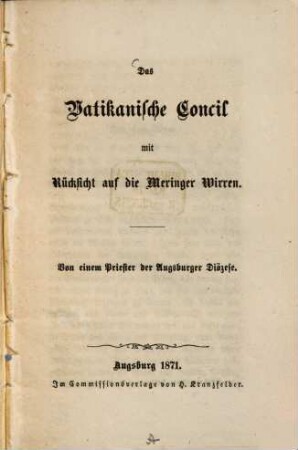 Das
Vatikanische Concil
mit
Rücksicht auf die Meringer Wirren.
Von einem Priester der Augsburger Diözese.
Augsburg 1871.
Im Commissionsverlage von H. Kranzfelder.